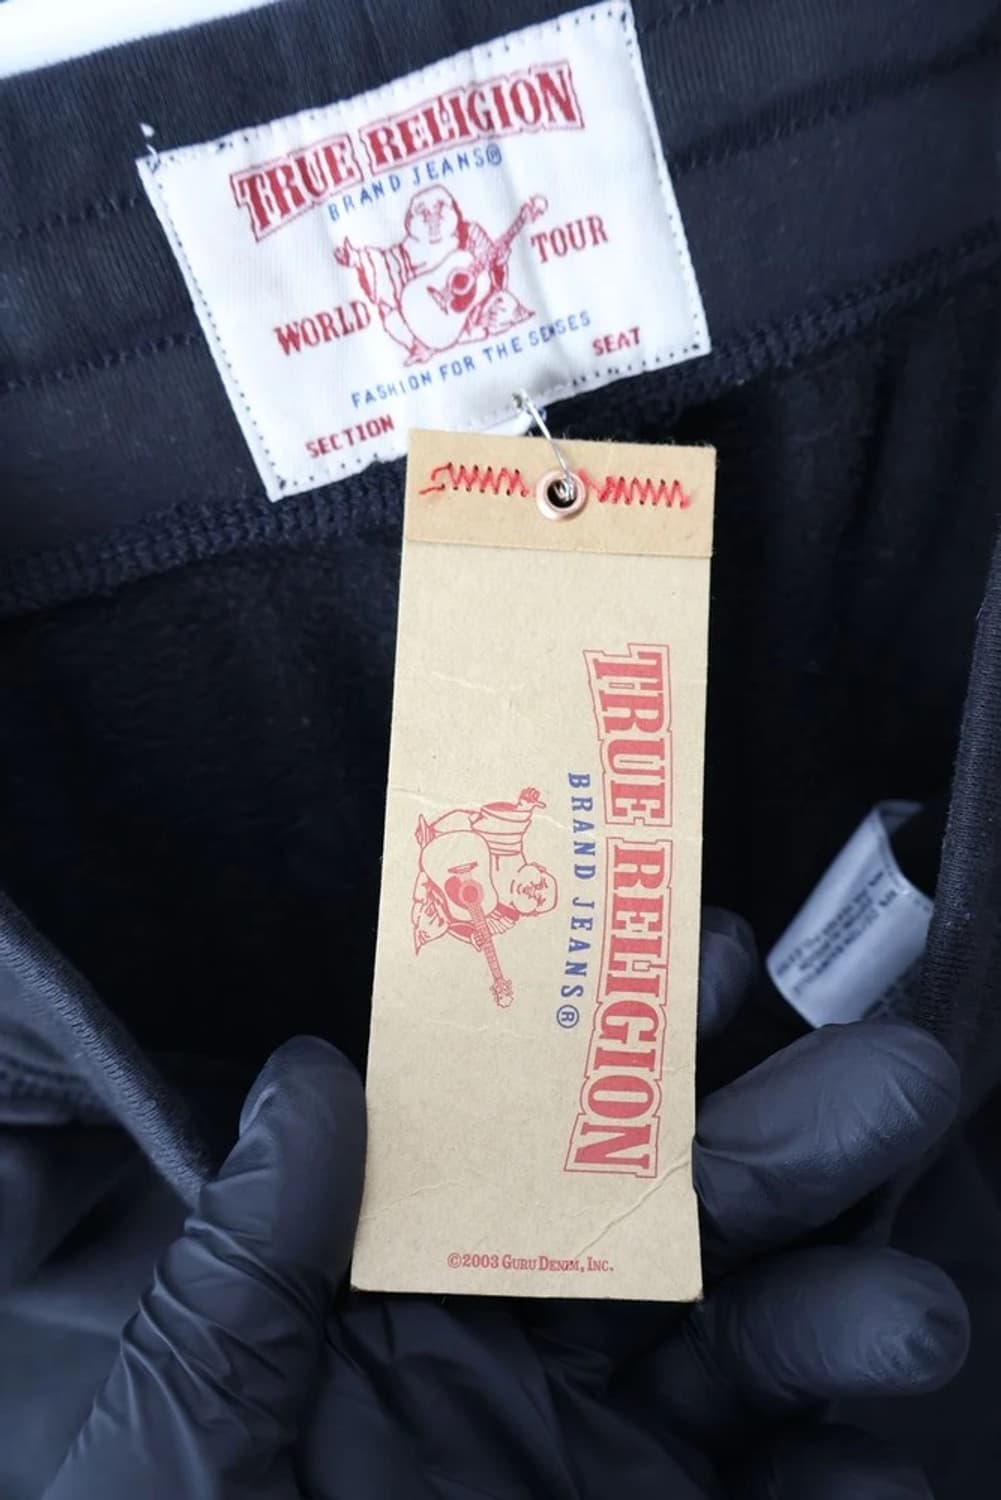 TRUE RELIGION
BRAND JEANS®
WORLD TOUR
FASHION FOR THE SENSES
SECTION SEAT
TRUE RELIGION
BRAND JEANS®
©2003 GURU DENIM, INC.